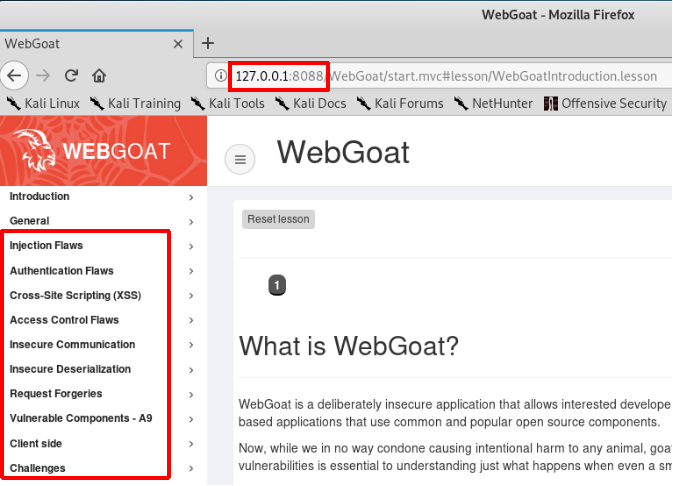 WebGoat - Mozilla Firefox
WebGoat
127.0.0.1:8088/WebGoat/start.mvc#lesson/WebGoatIntroduction.lesson
Kali Linux Kali Training Kali Tools Kali Docs Kali Forums NetHunter Offensive Security
WEBGOAT
WebGoat
Introduction
General
Injection Flaws
Authentication Flaws
Cross-Site Scripting (XSS)
Access Control Flaws
Insecure Communication
Insecure Deserialization
Request Forgeries
Vulnerable Components - A9
Client side
Challenges
Reset lesson
1
What is WebGoat?
WebGoat is a deliberately insecure application that allows interested develope
based applications that use common and popular open source components.
Now, while we in no way condone causing intentional harm to any animal, goa
vulnerabilities is essential to understanding just what happens when even a sm